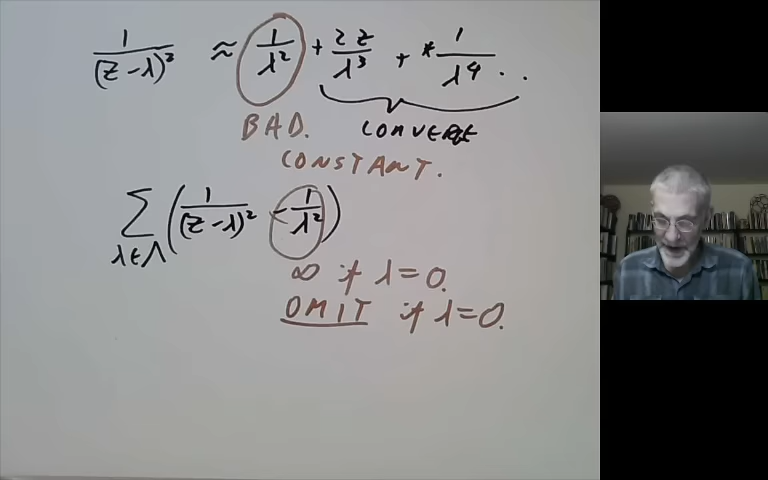 1/(z-λ)² ≈ 1/λ² + 2z/λ³ + * 1/λ⁴ ...
BAD. CONVERGE
CONSTANT.
∑_{λ∈Λ} (1/(z-λ)² - 1/λ²)
∞ if λ=0.
OMIT if λ=0.